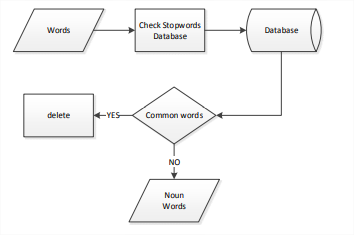 Words
Check Stopwords
Database
Database
Common words
YES
delete
NO
Noun
Words